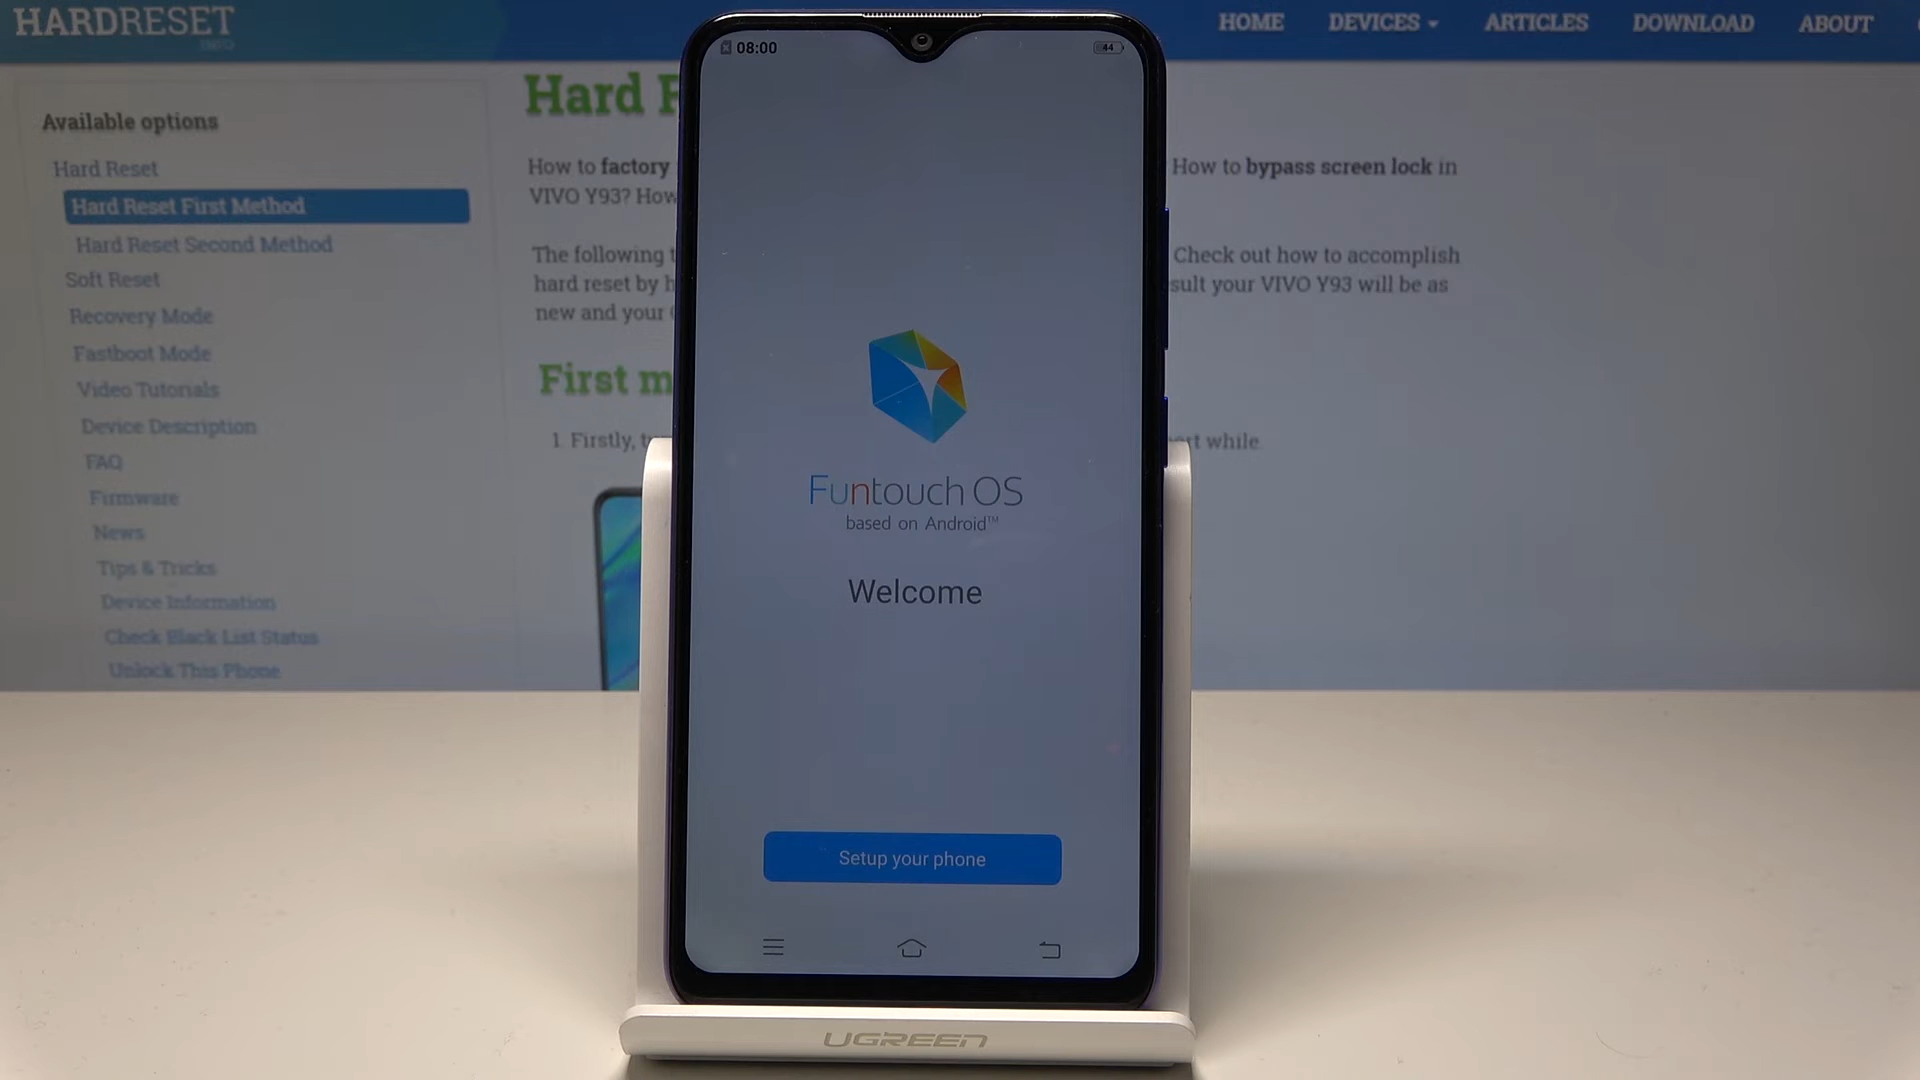 HARDRESET
INFO
HOME
DEVICES
ARTICLES
DOWNLOAD
ABOUT
Available options
Hard Reset
Hard Reset First Method
Hard Reset Second Method
Soft Reset
Recovery Mode
Fastboot Mode
Video Tutorials
Device Description
FAQ
Firmware
News
Tips & Tricks
Device Information
Check Black List Status
Unlock This Phone
Hard
How to factory
How to bypass screen lock in
VIVO Y93? How
The following
Check out how to accomplish
hard reset by
your VIVO Y93 will be as
new and your
First
1. Firstly,
while.
08:00
44
Funtouch OS
based on Android™
Welcome
Setup your phone
UGREEN